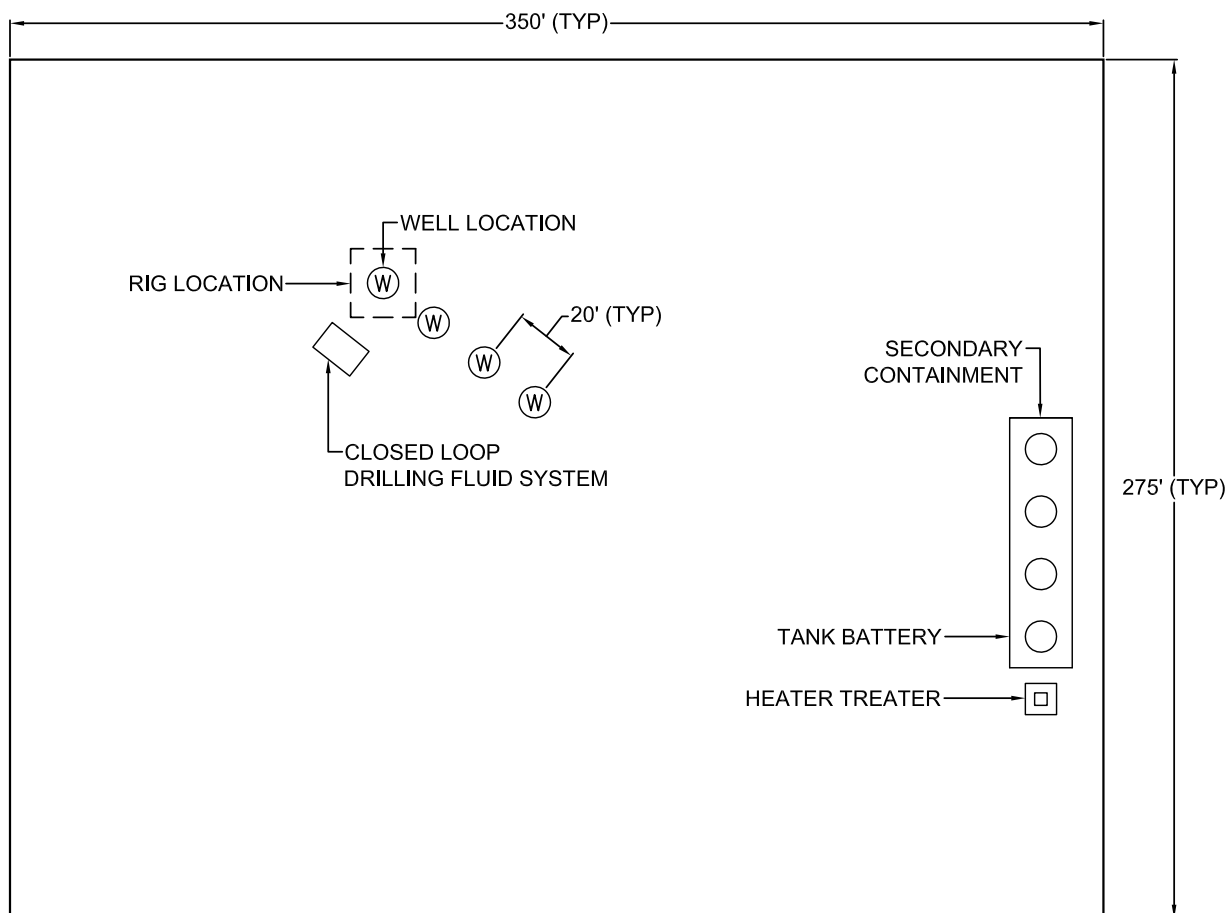 350' (TYP)
WELL LOCATION
RIG LOCATION
W
W
20' (TYP)
W
W
SECONDARY
CONTAINMENT
CLOSED LOOP
DRILLING FLUID SYSTEM
275' (TYP)
TANK BATTERY
HEATER TREATER